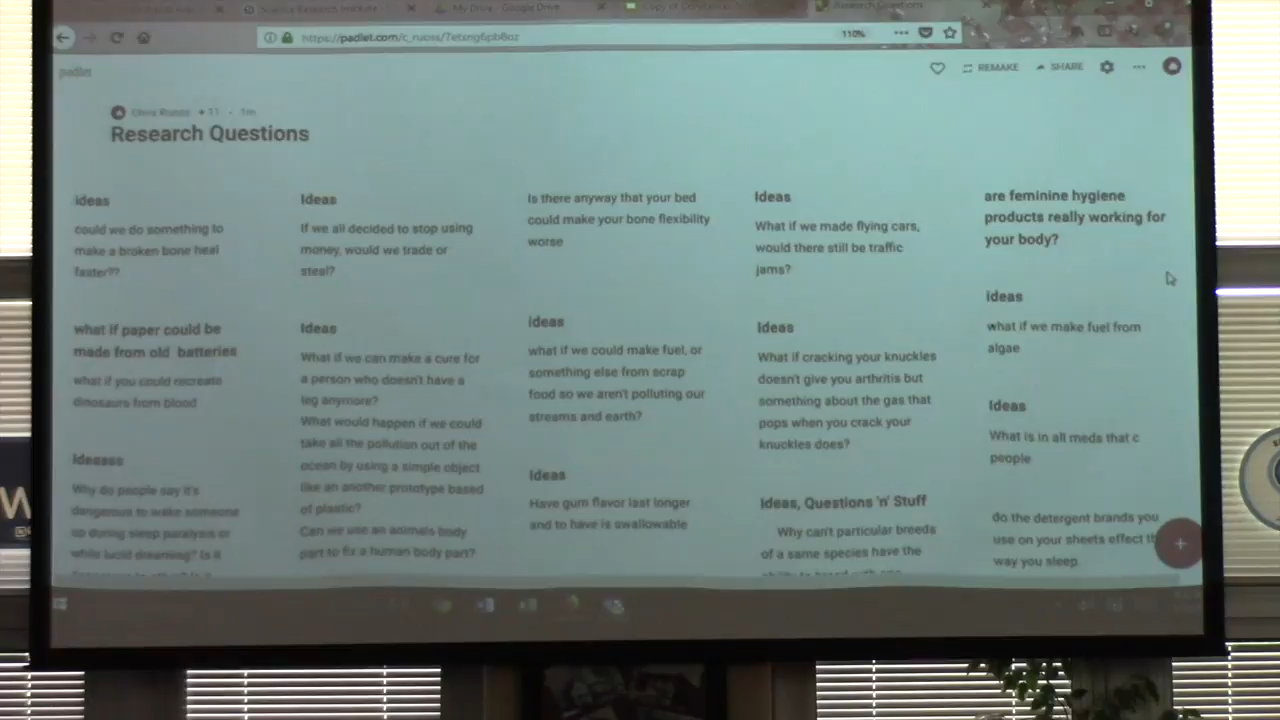 My Drive - Google Drive
Research Questions
https://padlet.com/c_ruoss/7etxng6pb8oz
110%
padlet
REMAKE
SHARE
Research Questions
ideas
could we do something to
make a broken bone heal
faster??
what if paper could be
made from old batteries
what if you could recreate
dinosaurs from blood
Ideasss
Why do people say it's
dangerous to wake someone
up during sleep paralysis or
while lucid dreaming? Is it
Ideas
If we all decided to stop using
money, would we trade or
steal?
Ideas
What if we can make a cure for
a person who doesn't have a
leg anymore?
What would happen if we could
take all the pollution out of the
ocean by using a simple object
like an another prototype based
of plastic?
Can we use an animals body
part to fix a human body part?
Is there anyway that your bed
could make your bone flexibility
worse
ideas
what if we could make fuel, or
something else from scrap
food so we aren't polluting our
streams and earth?
Ideas
Have gum flavor last longer
and to have is swallowable
Ideas
What if we made flying cars,
would there still be traffic
jams?
Ideas
What if cracking your knuckles
doesn't give you arthritis but
something about the gas that
pops when you crack your
knuckles does?
Ideas, Questions 'n' Stuff
Why can't particular breeds
of a same species have the
are feminine hygiene
products really working for
your body?
ideas
what if we make fuel from
algae
Ideas
What is in all meds that c
people
do the detergent brands you
use on your sheets effect th
way you sleep
W